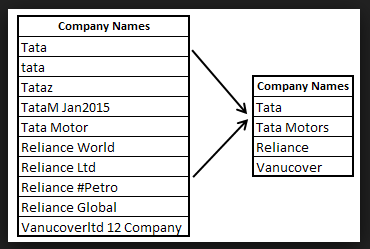 Company Names
Tata
tata
Tataz
TataM Jan2015
Tata Motor
Reliance World
Reliance Ltd
Reliance #Petro
Reliance Global
Vanucoverltd 12 Company
Company Names
Tata
Tata Motors
Reliance
Vanucover